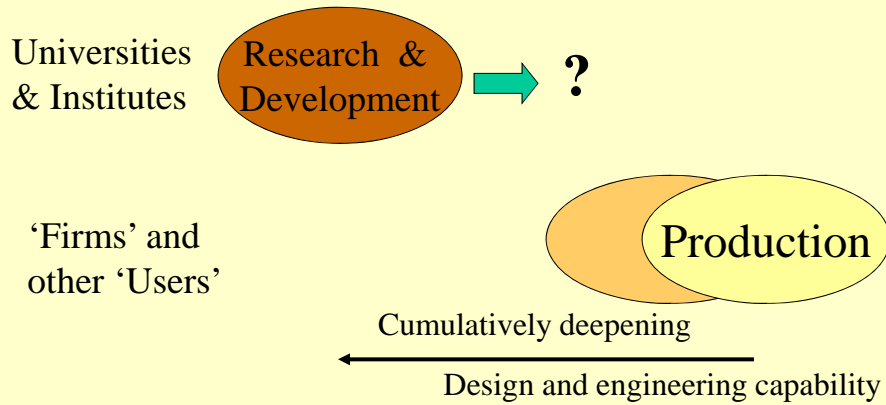 Universities
& Institutes
Research &
Development
?
‘Firms’ and
other ‘Users’
Production
Cumulatively deepening
Design and engineering capability